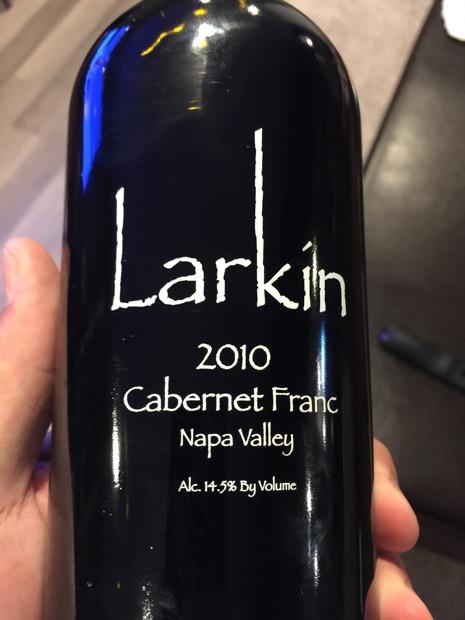 Larkin
2010
Cabernet Franc
Napa Valley
Alc. 14.5% By Volume